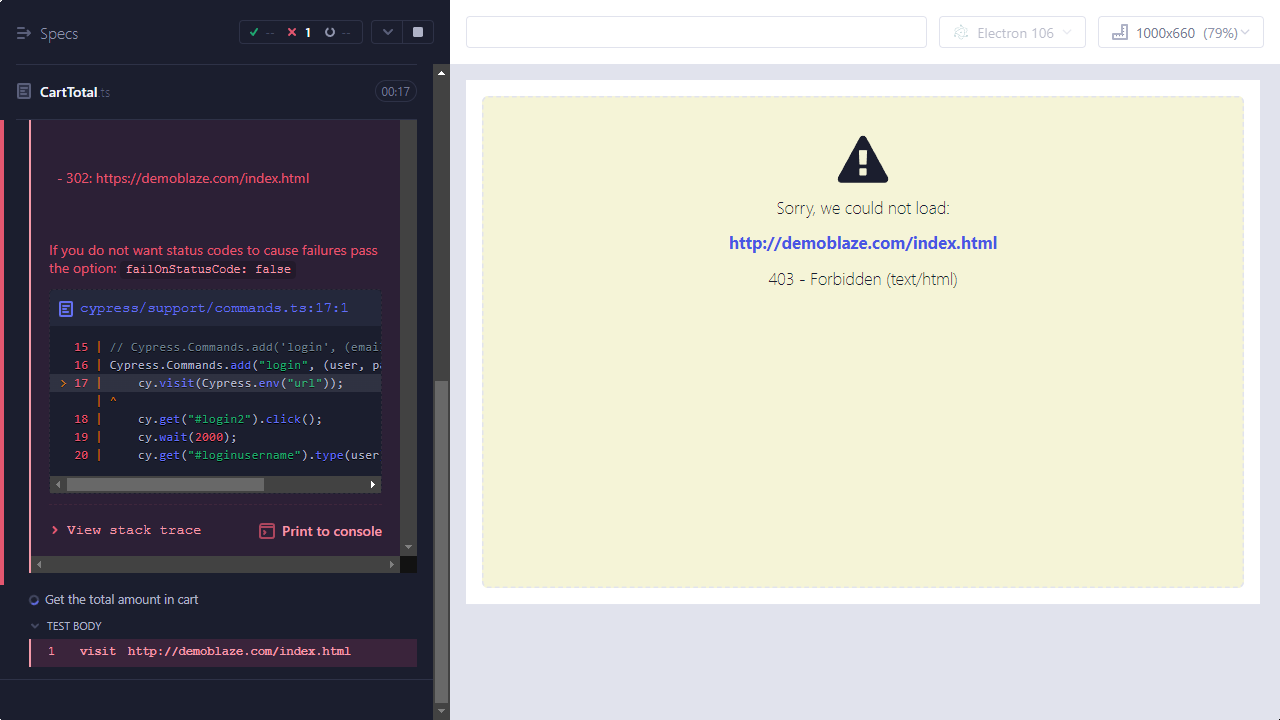 Specs
-- 1 --
CartTotal.ts
00:17
- 302: https://demoblaze.com/index.html
If you do not want status codes to cause failures pass
the option: failOnStatusCode: false
cypress/support/commands.ts:17:1
15 | // Cypress.Commands.add('login', (emai
16 | Cypress.Commands.add("login", (user, pa
> 17 | cy.visit(Cypress.env("url"));
| ^
18 | cy.get("#login2").click();
19 | cy.wait(2000);
20 | cy.get("#loginusername").type(user
View stack trace
Print to console
Get the total amount in cart
TEST BODY
1 visit http://demoblaze.com/index.html
Electron 106
1000x660 (79%)
Sorry, we could not load:
http://demoblaze.com/index.html
403 - Forbidden (text/html)